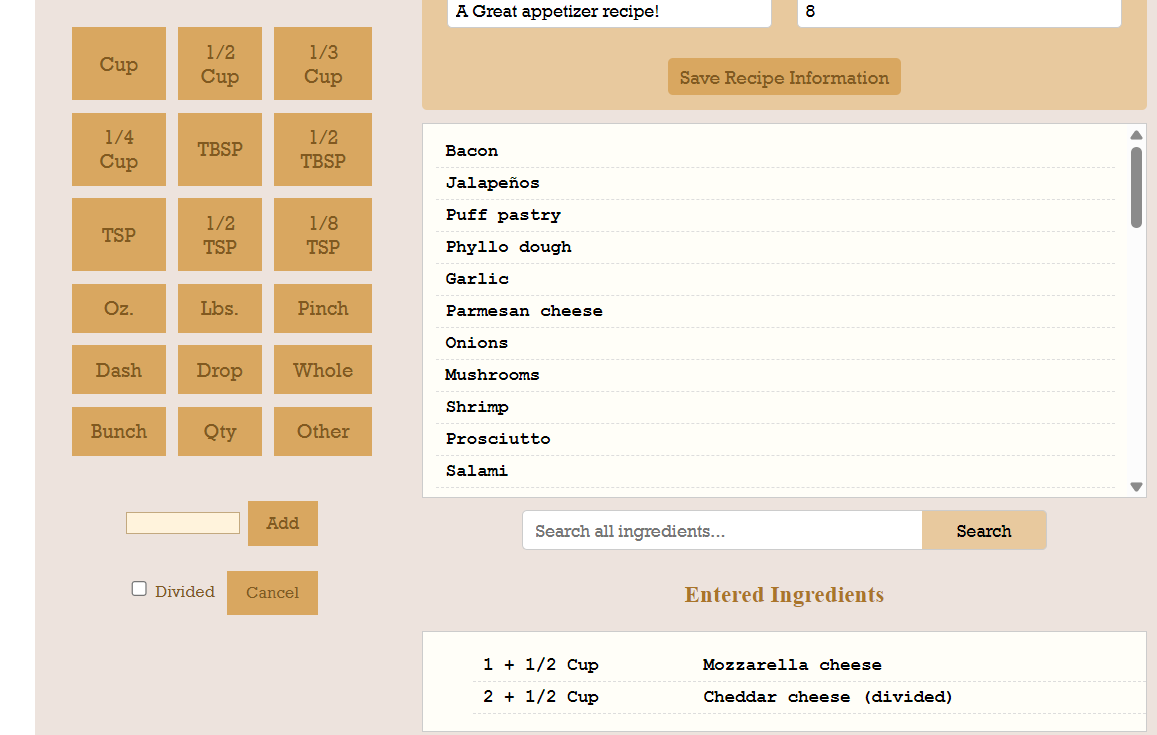 A Great appetizer recipe!
8
Save Recipe Information
Cup
1/2
Cup
1/3
Cup
1/4
Cup
TBSP
1/2
TBSP
TSP
1/2
TSP
1/8
TSP
Oz.
Lbs.
Pinch
Dash
Drop
Whole
Bunch
Qty
Other
Add
Divided
Cancel
Bacon
Jalapeños
Puff pastry
Phyllo dough
Garlic
Parmesan cheese
Onions
Mushrooms
Shrimp
Prosciutto
Salami
Search all ingredients...
Search
Entered Ingredients
1 + 1/2 Cup Mozzarella cheese
2 + 1/2 Cup Cheddar cheese (divided)